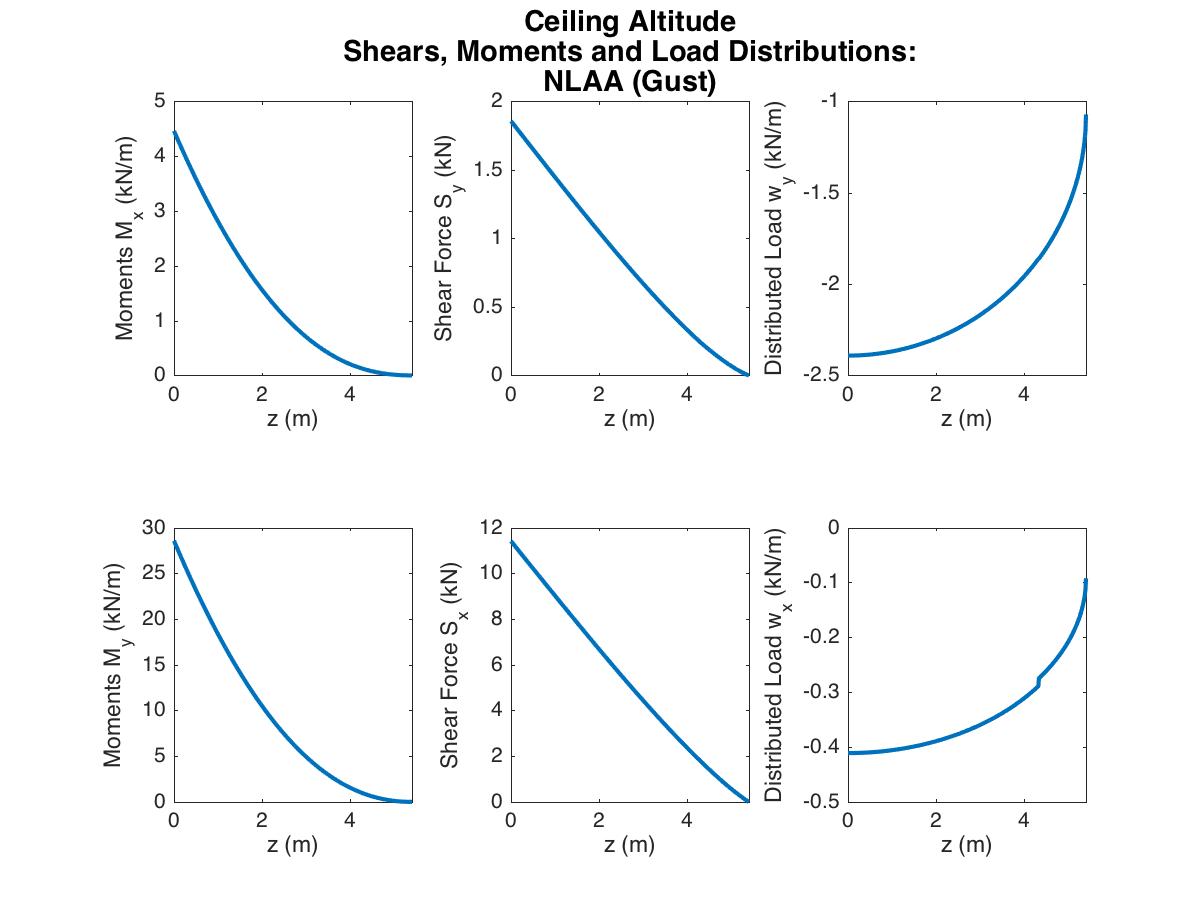 Ceiling Altitude
Shears, Moments and Load Distributions:
NLAA (Gust)
Moments M_x (kN/m)
5
4
3
2
1
0
0 2 4
z (m)
Shear Force S_y (kN)
2
1.5
1
0.5
0
0 2 4
z (m)
Distributed Load w_y (kN/m)
-1
-1.5
-2
-2.5
0 2 4
z (m)
Moments M_y (kN/m)
30
25
20
15
10
5
0
0 2 4
z (m)
Shear Force S_x (kN)
12
10
8
6
4
2
0
0 2 4
z (m)
Distributed Load w_x (kN/m)
0
-0.1
-0.2
-0.3
-0.4
-0.5
0 2 4
z (m)